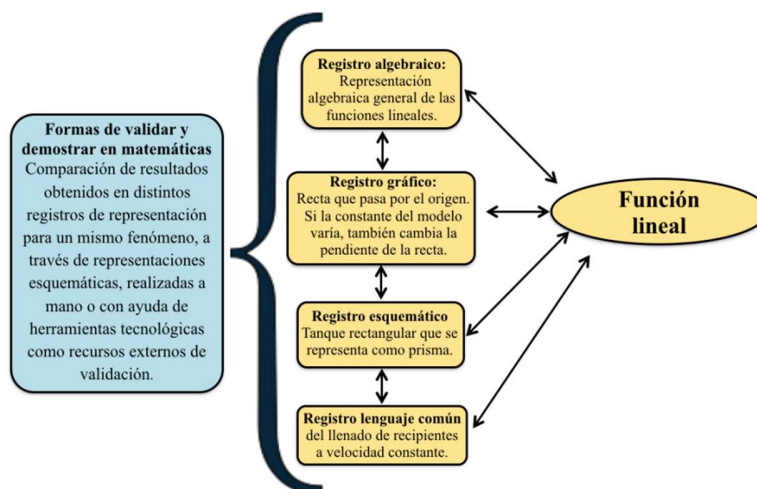 Formas de validar y
demostrar en matemáticas
Comparación de resultados
obtenidos en distintos
registros de representación
para un mismo fenómeno, a
través de representaciones
esquemáticas, realizadas a
mano o con ayuda de
herramientas tecnológicas
como recursos externos de
validación.
Registro algebraico:
Representación
algebraica general de las
funciones lineales.
Registro gráfico:
Recta que pasa por el origen.
Si la constante del modelo
varía, también cambia la
pendiente de la recta.
Registro esquemático
Tanque rectangular que se
representa como prisma.
Registro lenguaje común
del llenado de recipientes
a velocidad constante.
Función
lineal